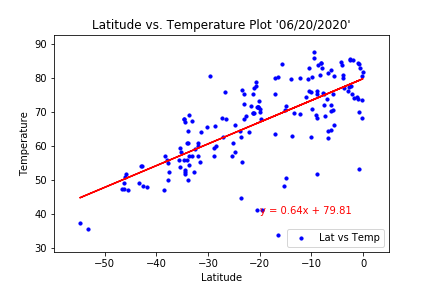 Latitude vs. Temperature Plot '06/20/2020'
90
80
70
60
50
40
30
Temperature
y = 0.64x + 79.81
Lat vs Temp
−50
−40
−30
−20
−10
0
Latitude